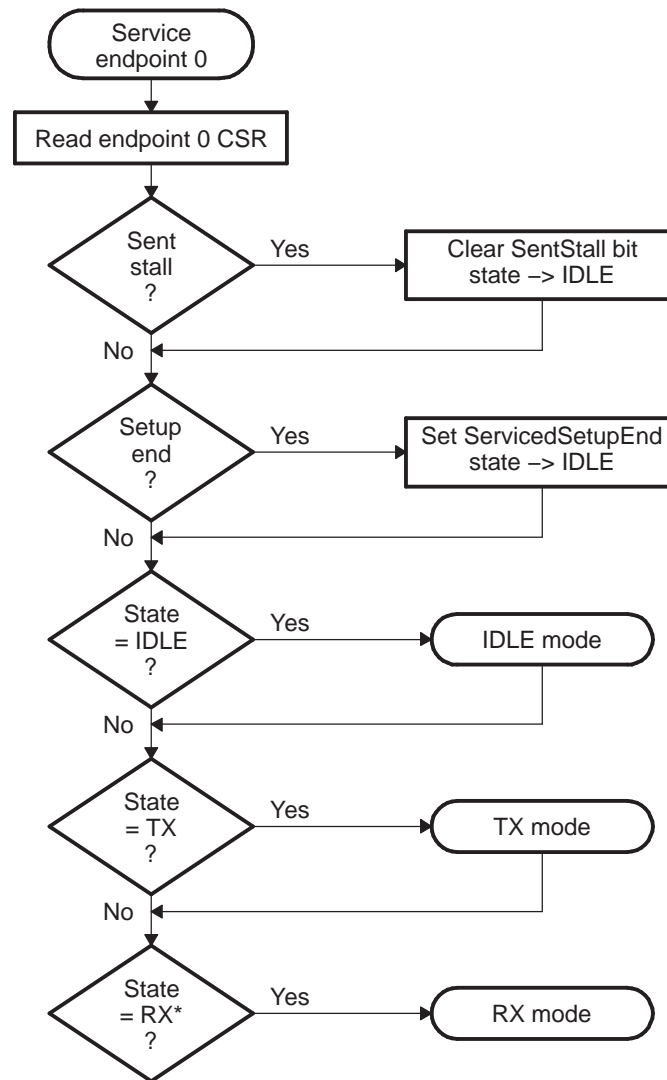 Service
endpoint 0
Read endpoint 0 CSR
Sent
stall
?
Yes
Clear SentStall bit
state –> IDLE
No
Setup
end
?
Yes
Set ServicedSetupEnd
state –> IDLE
No
State
= IDLE
?
Yes
IDLE mode
No
State
= TX
?
Yes
TX mode
No
State
= RX*
?
Yes
RX mode